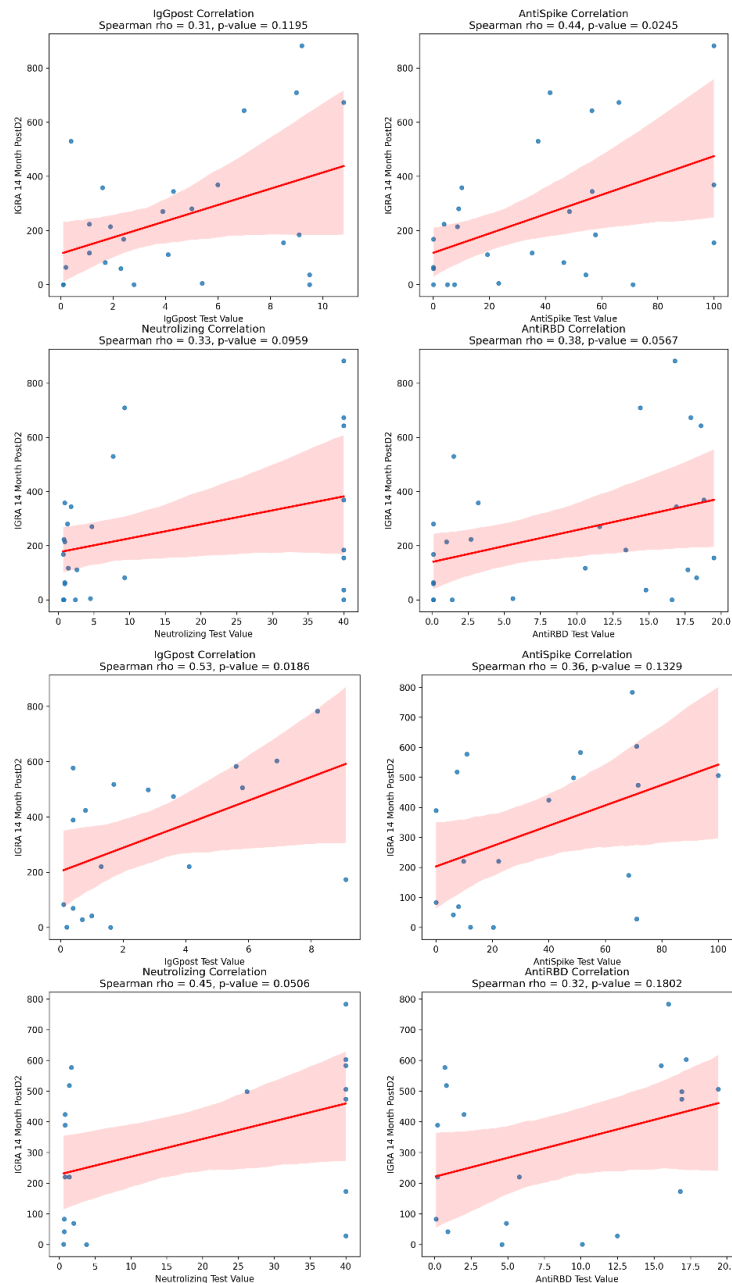 IgGpost Correlation
Spearman rho = 0.31, p-value = 0.1195
IGRA 14 Month PostD2
800
600
400
200
0
0 2 4 6 8 10
IgGpost Test Value
AntiSpike Correlation
Spearman rho = 0.44, p-value = 0.0245
IGRA 14 Month PostD2
800
600
400
200
0
0 20 40 60 80 100
AntiSpike Test Value
Neutrolizing Correlation
Spearman rho = 0.33, p-value = 0.0959
IGRA 14 Month PostD2
800
600
400
200
0
0 5 10 15 20 25 30 35 40
Neutrolizing Test Value
AntiRBD Correlation
Spearman rho = 0.38, p-value = 0.0567
IGRA 14 Month PostD2
800
600
400
200
0
0.0 2.5 5.0 7.5 10.0 12.5 15.0 17.5 20.0
AntiRBD Test Value
IgGpost Correlation
Spearman rho = 0.53, p-value = 0.0186
IGRA 14 Month PostD2
800
600
400
200
0
0 2 4 6 8
IgGpost Test Value
AntiSpike Correlation
Spearman rho = 0.36, p-value = 0.1329
IGRA 14 Month PostD2
800
700
600
500
400
300
200
100
0
0 20 40 60 80 100
AntiSpike Test Value
Neutrolizing Correlation
Spearman rho = 0.45, p-value = 0.0506
IGRA 14 Month PostD2
800
700
600
500
400
300
200
100
0
0 5 10 15 20 25 30 35 40
Neutrolizing Test Value
AntiRBD Correlation
Spearman rho = 0.32, p-value = 0.1802
IGRA 14 Month PostD2
800
700
600
500
400
300
200
100
0
0.0 2.5 5.0 7.5 10.0 12.5 15.0 17.5 20.
AntiRBD Test Value